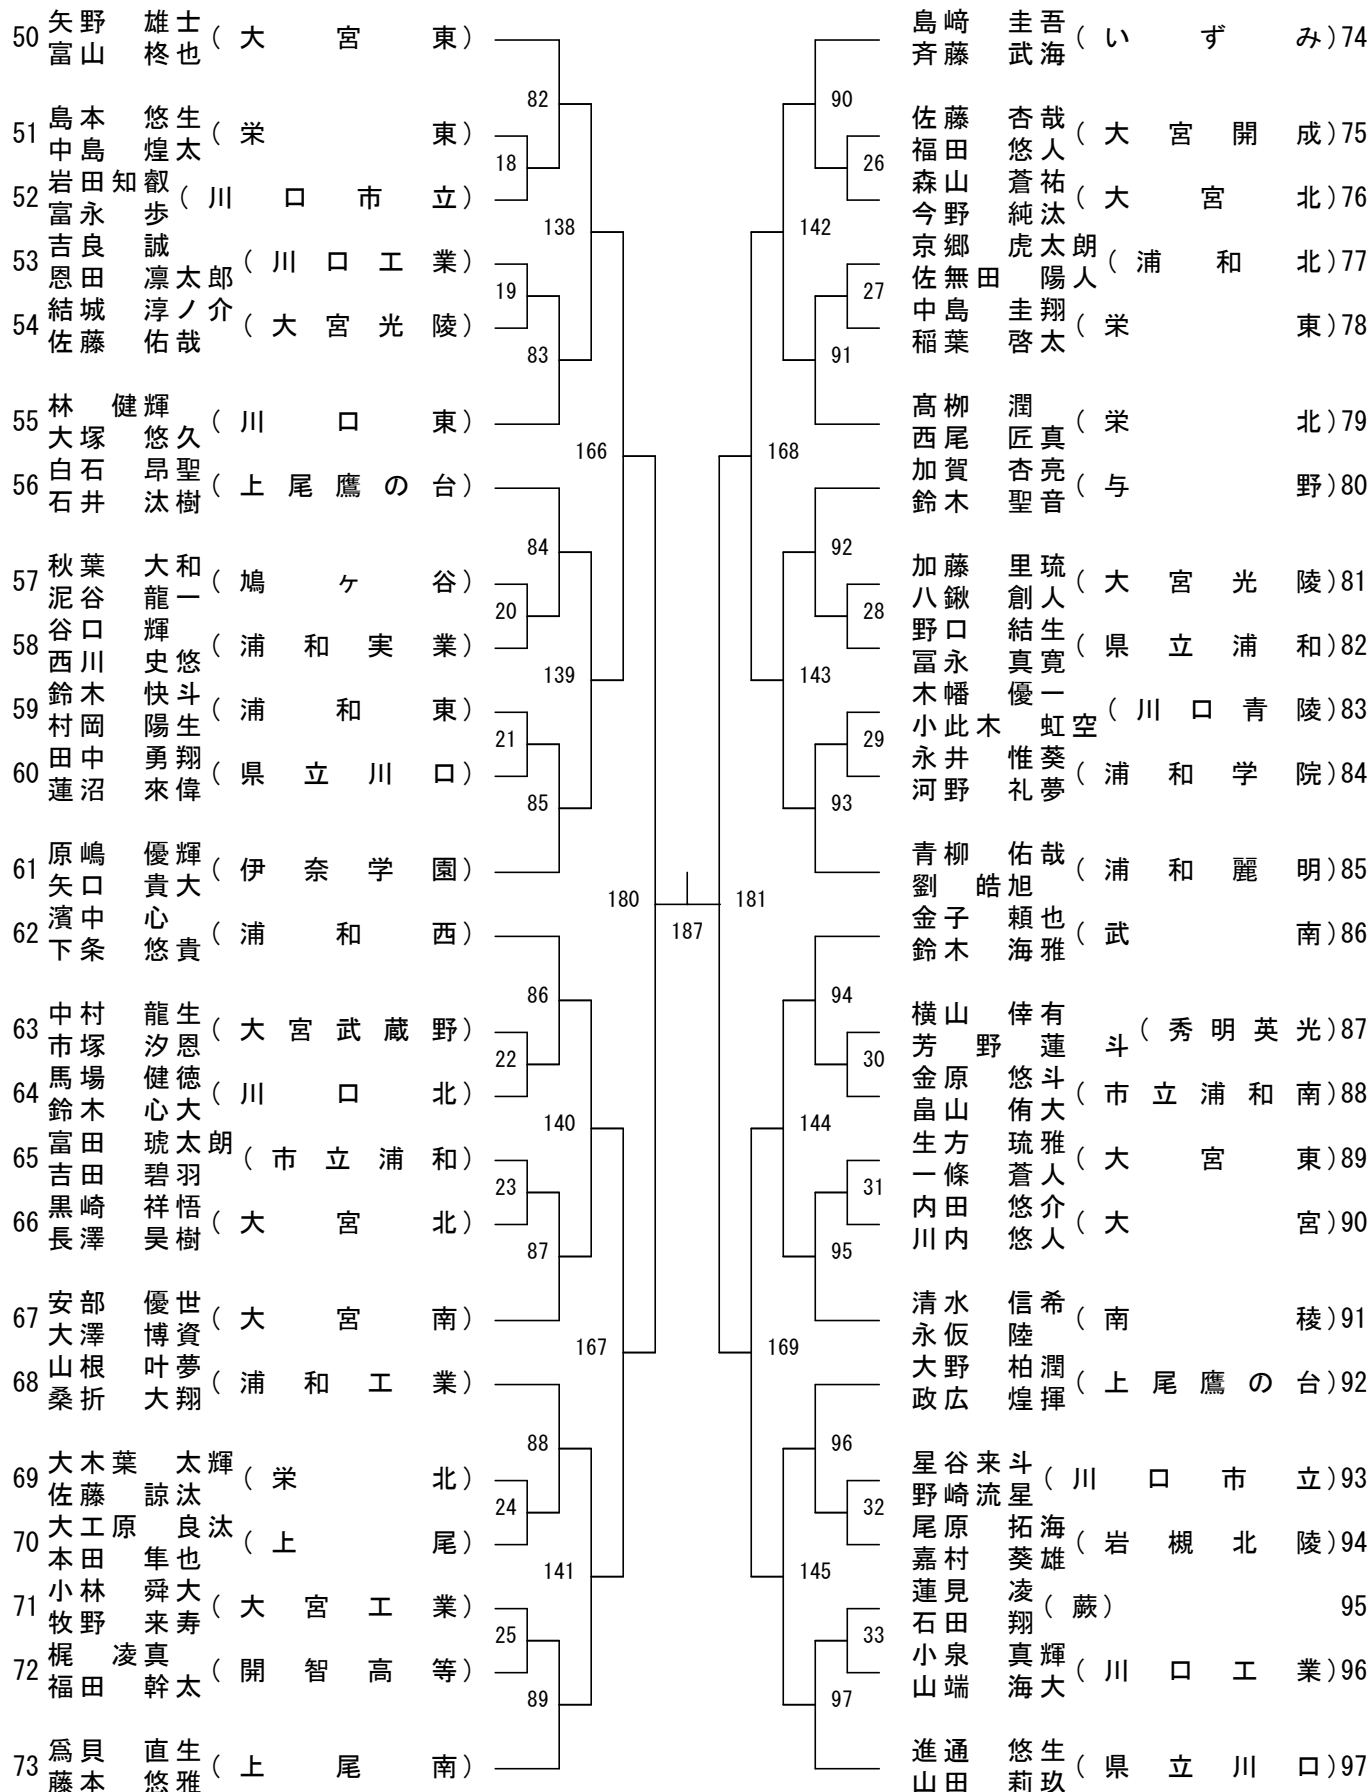 50 矢野 雄士 (大宮東)
富山 柊也
82
51 島本 悠生 (栄東)
中島 煌太
18
52 岩田知叡 (川口市立)
富永 歩
138
53 吉良 誠 (川口工業)
恩田 凛太郎
19
54 結城 淳ノ介 (大宮光陵)
佐藤 佑哉
83
55 林 健輝 (川口東)
大塚 悠久
166
56 白石 昂聖 (上尾鷹の台)
石井 汰樹
84
57 秋葉 大和 (鳩ヶ谷)
泥谷 龍一
20
58 谷口 輝 (浦和実業)
西川 史悠
139
59 鈴木 快斗 (浦和東)
村岡 陽生
21
60 田中 勇翔 (県立川口)
蓮沼 來偉
85
61 原嶋 優輝 (伊奈学園)
矢口 貴大
180
62 濱中 心 (浦和西)
下条 悠貴
86
63 中村 龍生 (大宮武蔵野)
市塚 汐恩
22
64 馬場 健徳 (川口北)
鈴木 心大
140
65 富田 琥太朗 (市立浦和)
吉田 碧羽
23
66 黒崎 祥悟 (大宮北)
長澤 昊樹
87
67 安部 優世 (大宮南)
大澤 博資
167
68 山根 叶夢 (浦和工業)
桑折 大翔
88
69 大木葉 太輝 (栄北)
佐藤 諒汰
24
70 大工原 良汰 (上尾)
本田 隼也
141
71 小林 舜大 (大宮工業)
牧野 来寿
25
72 梶 凌真 (開智高等)
福田 幹太
89
73 爲貝 直生 (上尾南)
藤本 悠雅
187
島﨑 圭吾 (いずみ) 74
斉藤 武海
90
佐藤 杏哉 (大宮開成) 75
福田 悠人
26
森山 蒼祐 (大宮北) 76
今野 純汰
142
京郷 虎太朗 (浦和北) 77
佐無田 陽人
27
中島 圭翔 (栄東) 78
稲葉 啓太
91
髙栁 潤 (栄北) 79
西尾 匠真
168
加賀 杏亮 (与野) 80
鈴木 聖音
92
加藤 里琉 (大宮光陵) 81
八鍬 創人
28
野口 結生 (県立浦和) 82
冨永 真寛
143
木幡 優一 (川口青陵) 83
小此木 虹空
29
永井 惟葵 (浦和学院) 84
河野 礼夢
93
青柳 佑哉 (浦和麗明) 85
劉 皓旭
181
金子 頼也 (武南) 86
鈴木 海雅
94
横山 倖有 (秀明英光) 87
芳野 蓮斗
30
金原 悠斗 (市立浦和南) 88
畠山 侑大
144
生方 琉雅 (大宮東) 89
一條 蒼人
31
内田 悠介 (大宮) 90
川内 悠人
95
清水 信希 (南稜) 91
永仮 陸
169
大野 柏潤 (上尾鷹の台) 92
政広 煌揮
96
星谷来斗 (川口市立) 93
野崎流星
32
尾原 拓海 (岩槻北陵) 94
嘉村 葵雄
145
蓮見 凌 (蕨) 95
石田 翔
33
小泉 真輝 (川口工業) 96
山端 海大
97
進通 悠生 (県立川口) 97
山田 莉玖